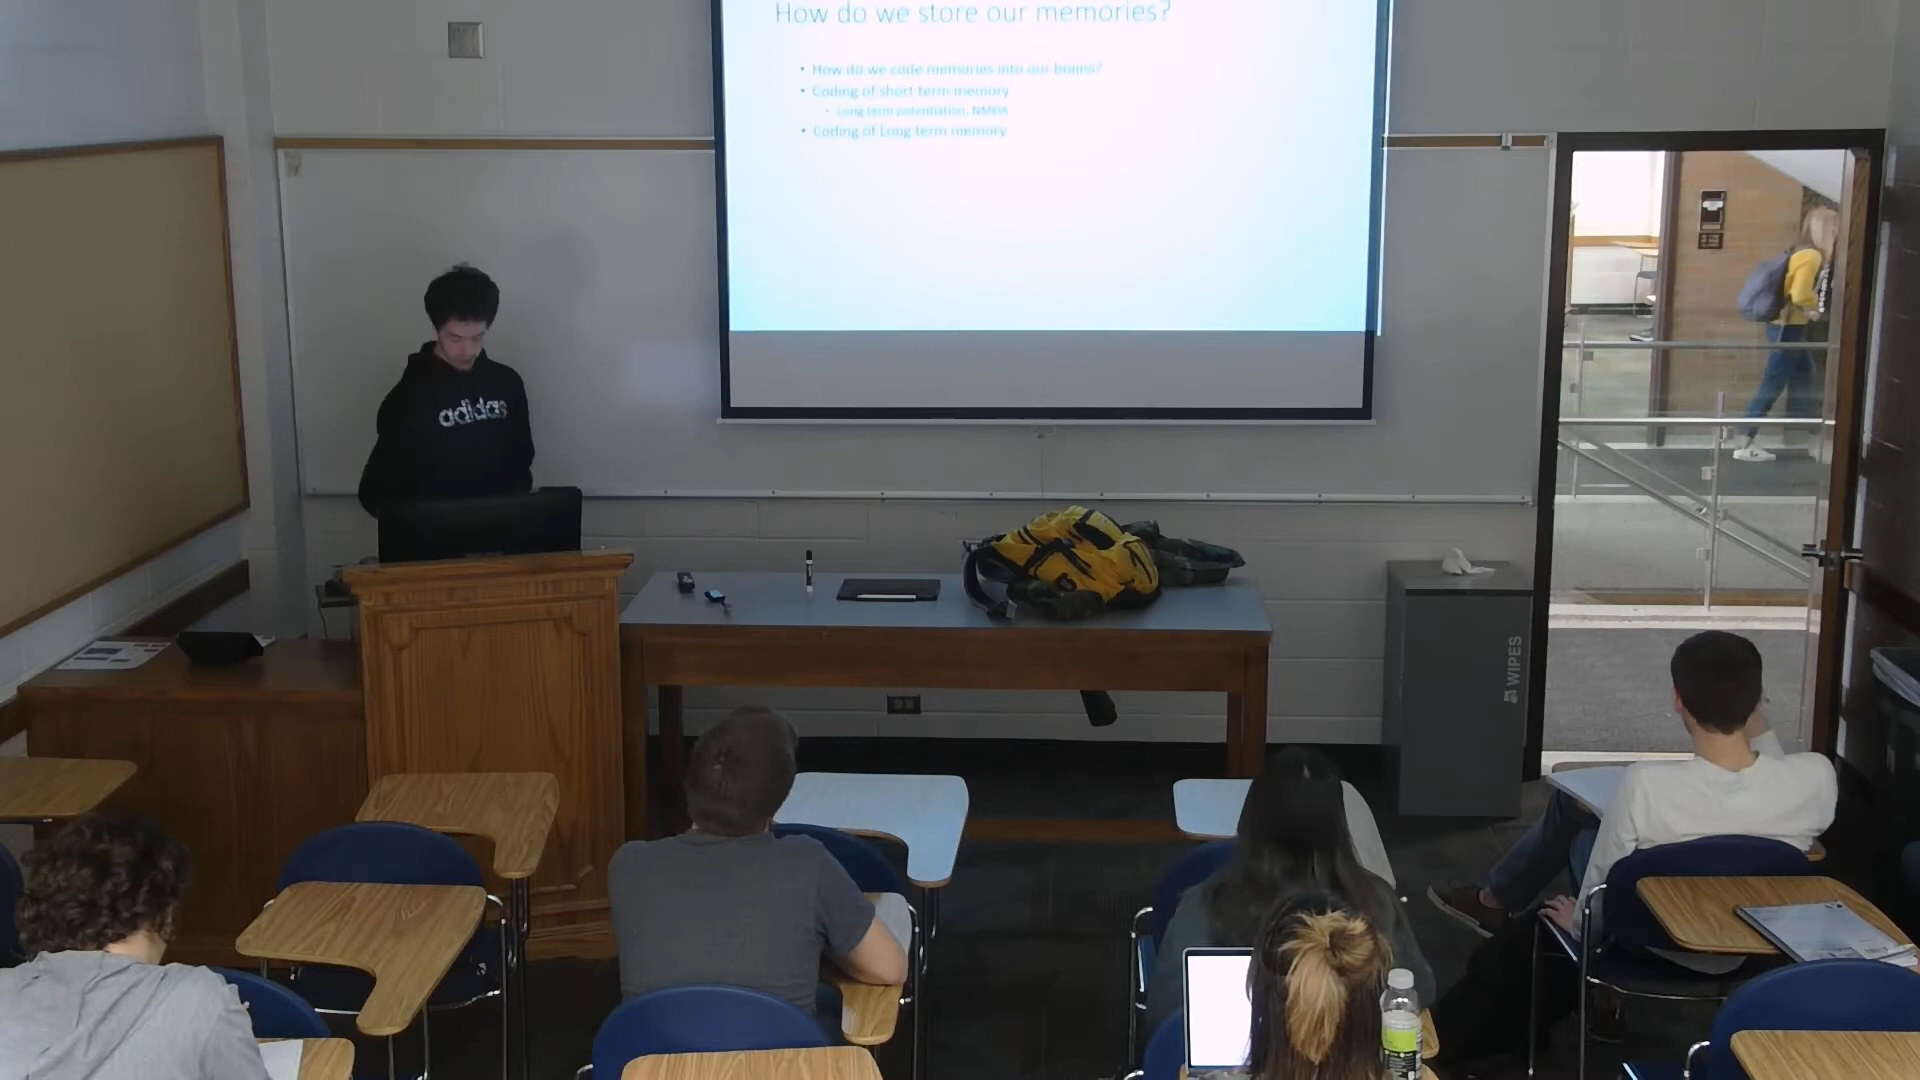 How do we store our memories?
• How do we code memories into our brains?
• Coding of short term memory
• Long term potentiation, NMDA
• Coding of Long term memory
adidas
WIPES